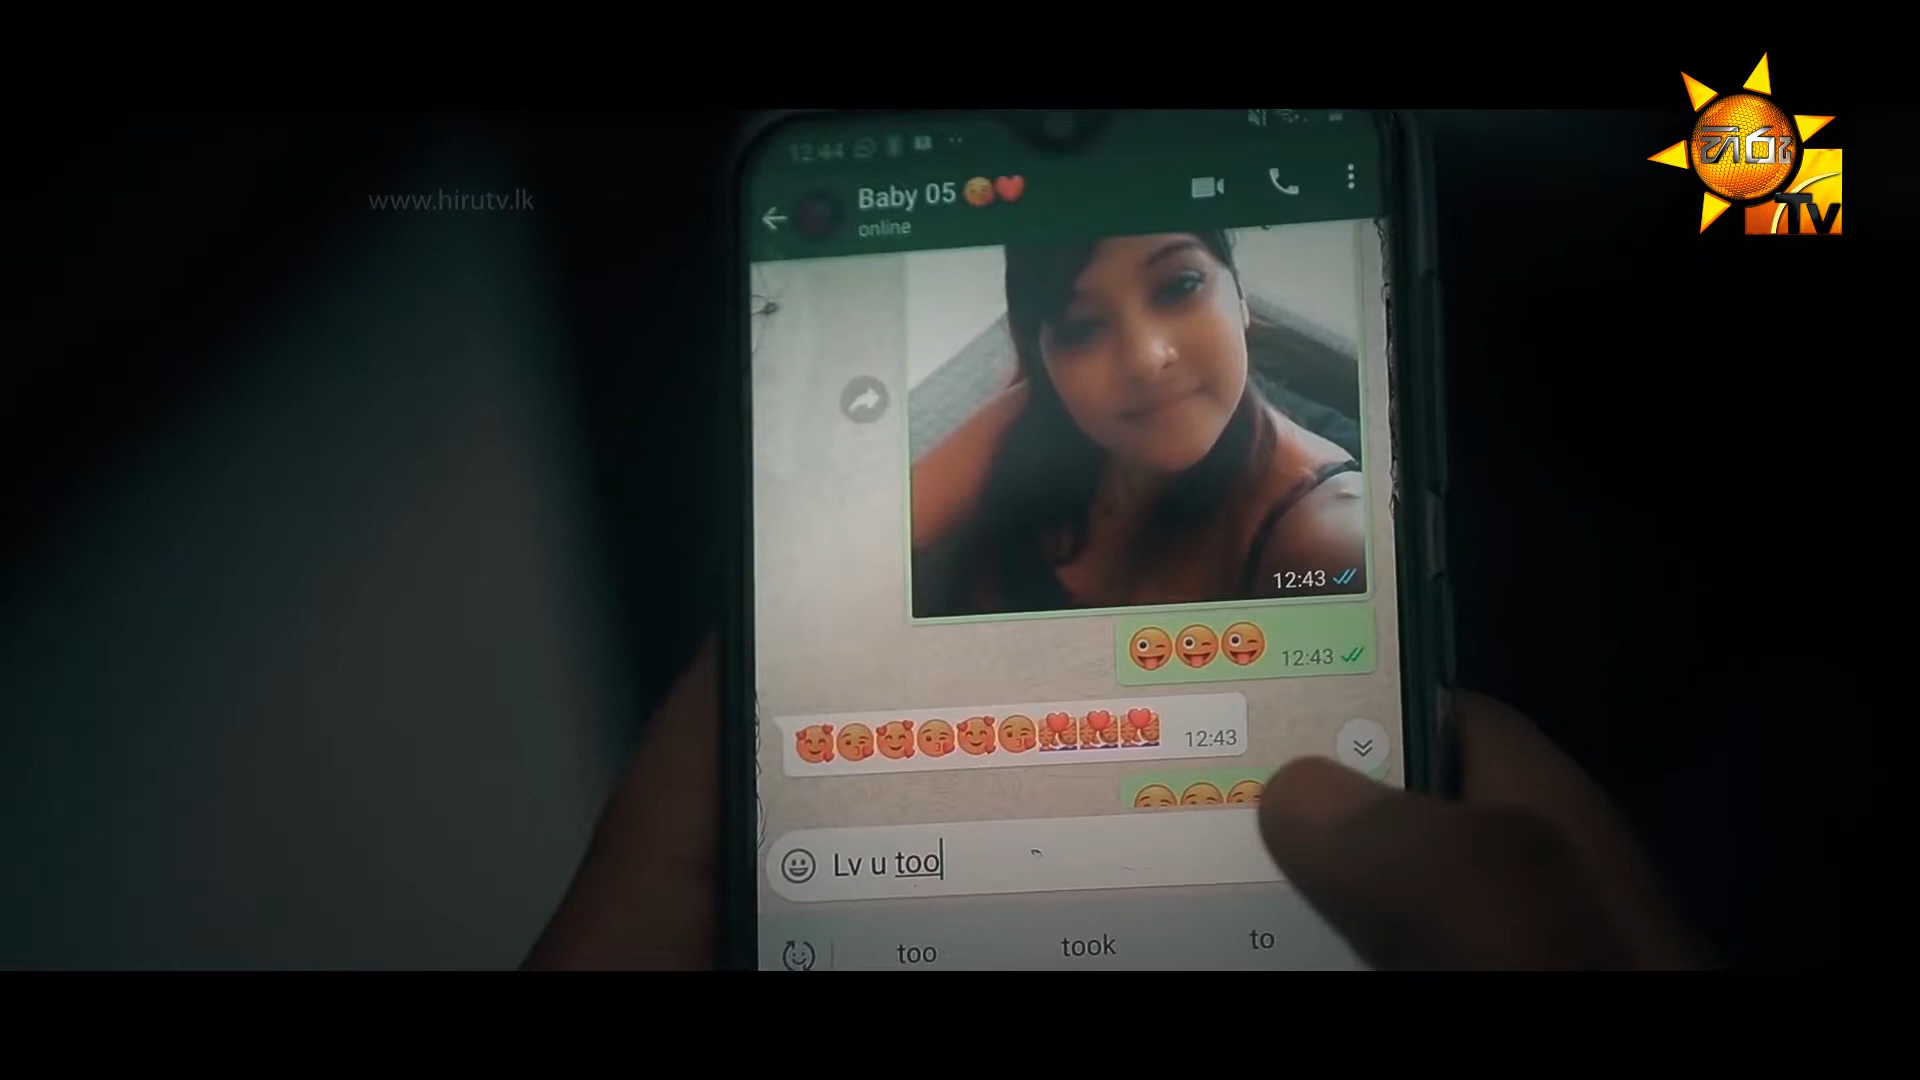 www.hirutv.lk
හිරු
Tv
12:44
Baby 05 😘❤️
online
12:43
😜😜😜 12:43
🥰😘🥰😘🥰😘💏💏💏 12:43
Lv u too
too took to